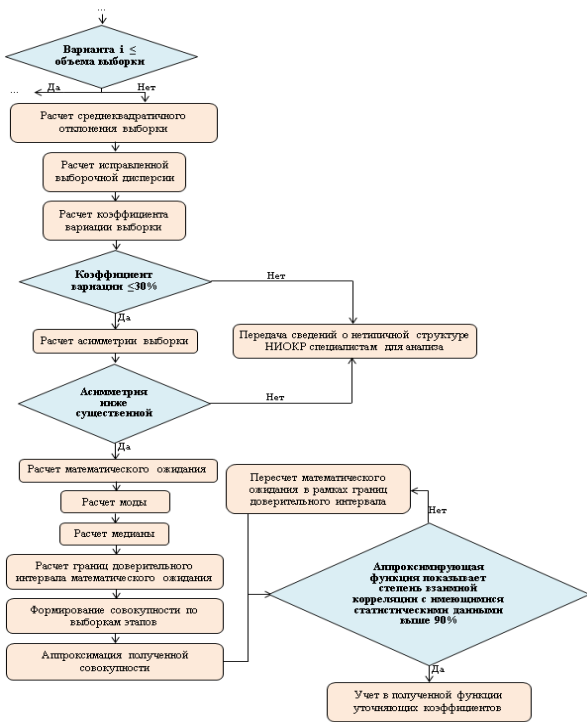 ...
Варианта i ≤
объема выборки
...
Да
Нет
Расчет среднеквадратичного
отклонения выборки
Расчет исправленной
выборочной дисперсии
Расчет коэффициента
вариации выборки
Коэффициент
вариации ≤30%
Нет
Да
Расчет асимметрии выборки
Передача сведений о нетипичной структуре
НИОКР специалистам для анализа
Асимметрия
ниже
существенной
Нет
Да
Расчет математического ожидания
Расчет моды
Расчет медианы
Расчет границ доверительного
интервала математического ожидания
Формирование совокупности по
выборкам этапов
Аппроксимация полученной
совокупности
Пересчет математического
ожидания в рамках границ
доверительного интервала
Нет
Аппроксимирующая
функция показывает
степень взаимной
корреляции с имеющимися
статистическими данными
выше 90%
Да
Учет в полученной функции
уточняющих коэффициентов